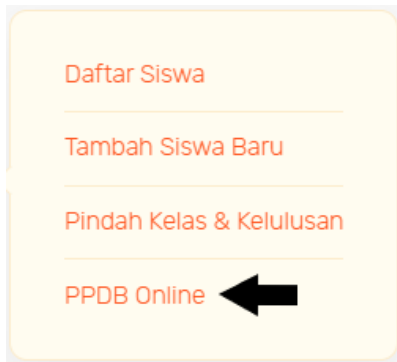 Daftar Siswa
Tambah Siswa Baru
Pindah Kelas & Kelulusan
PPDB Online